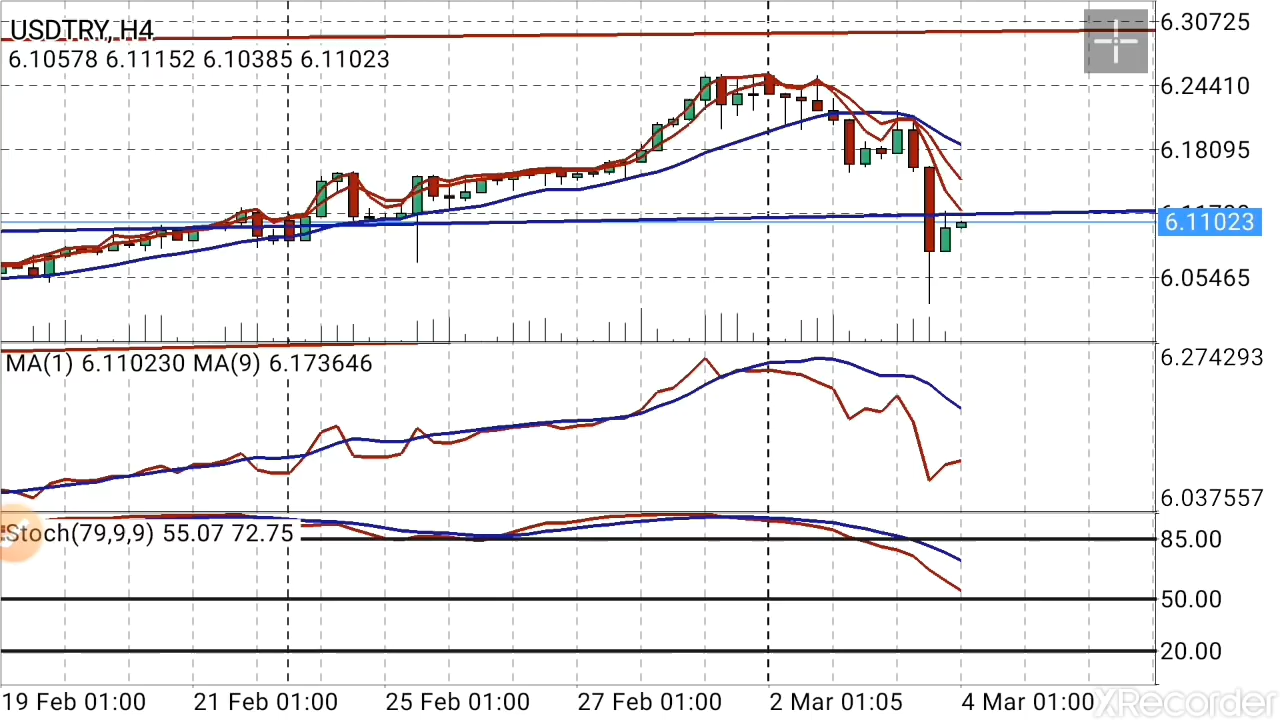 USDTRY, H4
6.10578 6.11152 6.10385 6.11023
6.30725
6.24410
6.18095
6.11023
6.05465
MA(1) 6.110230 MA(9) 6.173646
6.274293
6.037557
Stoch(79,9,9) 55.07 72.75
85.00
50.00
20.00
19 Feb 01:00 21 Feb 01:00 25 Feb 01:00 27 Feb 01:00 2 Mar 01:05 4 Mar 01:00
XRecorder